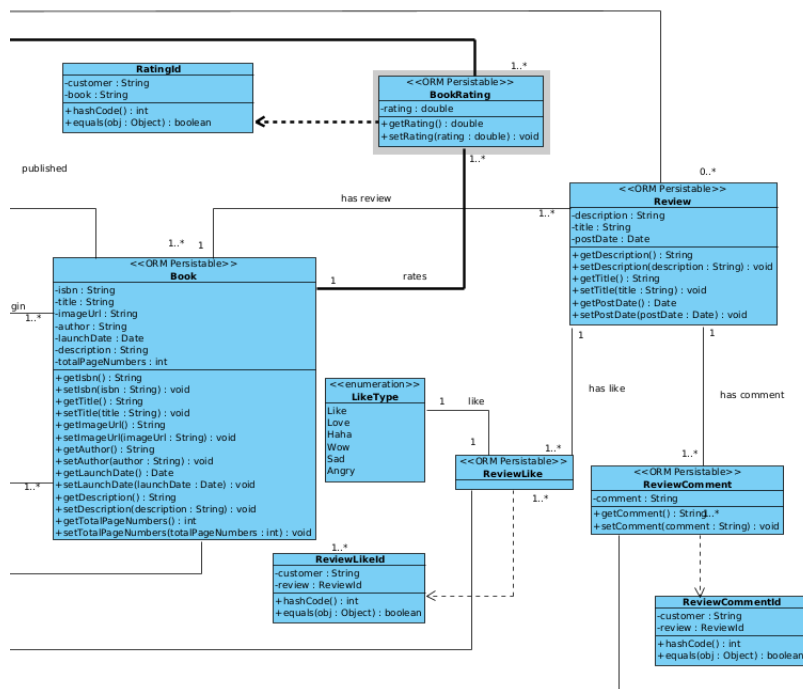 1..*
RatingId
-customer : String
-book : String
+hashCode() : int
+equals(obj : Object) : boolean
<<ORM Persistable>>
BookRating
-rating : double
+getRating() : double
+setRating(rating : double) : void
1..*
published
0..*
has review
1..*
1..*
1
<<ORM Persistable>>
Review
-description : String
-title : String
-postDate : Date
+getDescription() : String
+setDescription(description : String) : void
+getTitle() : String
+setTitle(title : String) : void
+getPostDate() : Date
+setPostDate(postDate : Date) : void
<<ORM Persistable>>
Book
-isbn : String
-title : String
-imageUrl : String
-author : String
-launchDate : Date
-description : String
-totalPageNumbers : int
+getIsbn() : String
+setIsbn(isbn : String) : void
+getTitle() : String
+setTitle(title : String) : void
+getImageUrl() : String
+setImageUrl(imageUrl : String) : void
+getAuthor() : String
+setAuthor(author : String) : void
+getLaunchDate() : Date
+setLaunchDate(launchDate : Date) : void
+getDescription() : String
+setDescription(description : String) : void
+getTotalPageNumbers() : int
+setTotalPageNumbers(totalPageNumbers : int) : void
1
rates
gin
1..*
1..*
1
1
has like
has comment
<<enumeration>>
LikeType
Like
Love
Haha
Wow
Sad
Angry
1
like
1
1..*
<<ORM Persistable>>
ReviewLike
1..*
1..*
<<ORM Persistable>>
ReviewComment
-comment : String
+getComment() : String
1..*
+setComment(comment : String) : void
1..*
ReviewLikeId
-customer : String
-review : ReviewId
+hashCode() : int
+equals(obj : Object) : boolean
ReviewCommentId
-customer : String
-review : ReviewId
+hashCode() : int
+equals(obj : Object) : boolean